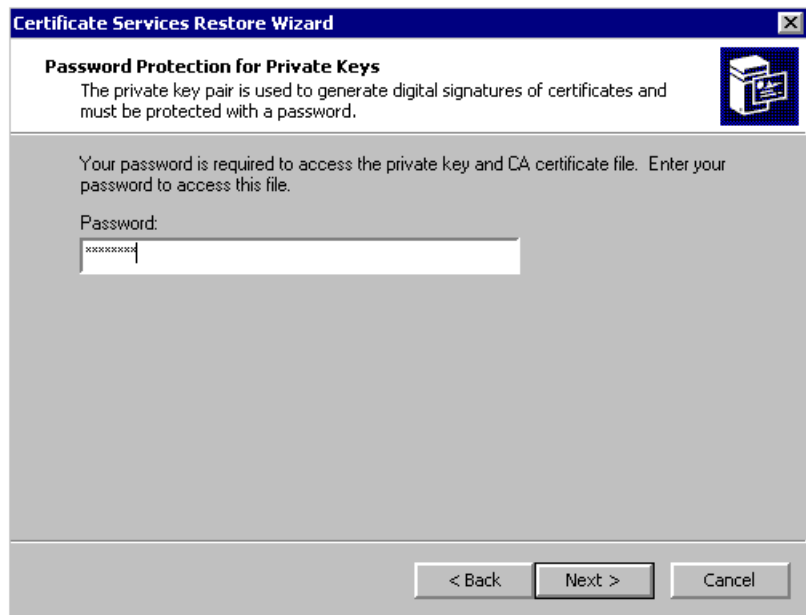 Certificate Services Restore Wizard
Password Protection for Private Keys
The private key pair is used to generate digital signatures of certificates and
must be protected with a password.
Your password is required to access the private key and CA certificate file.  Enter your
password to access this file.
Password:
xxxxxxxx
< Back
Next >
Cancel